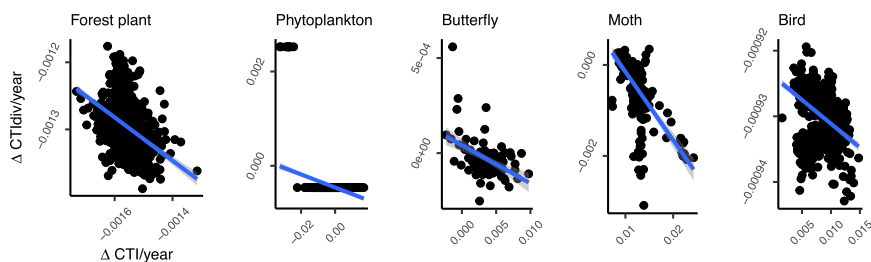 Forest plant Phytoplankton Butterfly Moth Bird
Δ CTIdiv/year
−0.0012
−0.0013
−0.0016 −0.0014
Δ CTI/year
0.002
0.000
−0.02 0.00
5e−04
0e+00
0.000 0.005 0.010
0.000
−0.002
0.01 0.02
−0.00092
−0.00093
−0.00094
0.005 0.010 0.015